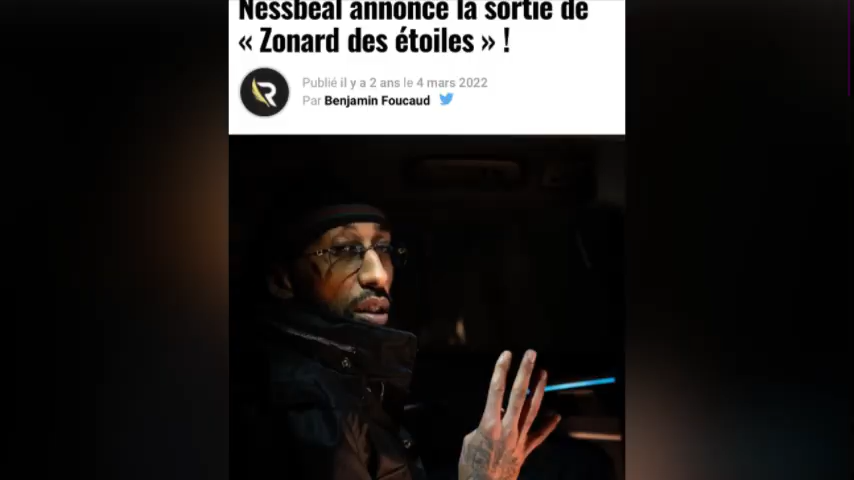 Nessbeal annonce la sortie de
« Zonard des étoiles » !
Publié il y a 2 ans le 4 mars 2022
Par Benjamin Foucaud